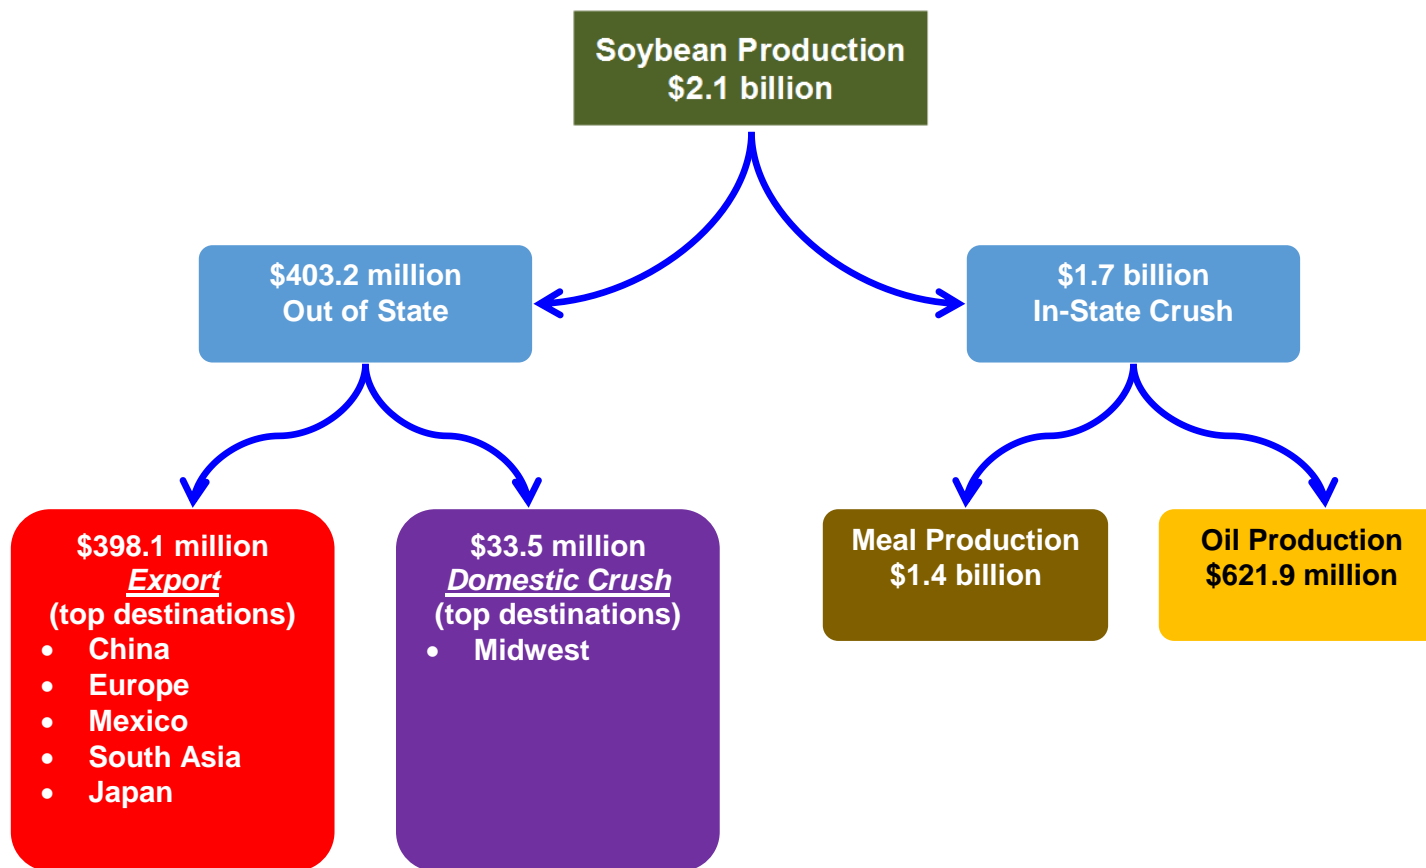 Soybean Production
$2.1 billion
$403.2 million
Out of State
$1.7 billion
In-State Crush
$398.1 million
Export
(top destinations)
• China
• Europe
• Mexico
• South Asia
• Japan
$33.5 million
Domestic Crush
(top destinations)
• Midwest
Meal Production
$1.4 billion
Oil Production
$621.9 million